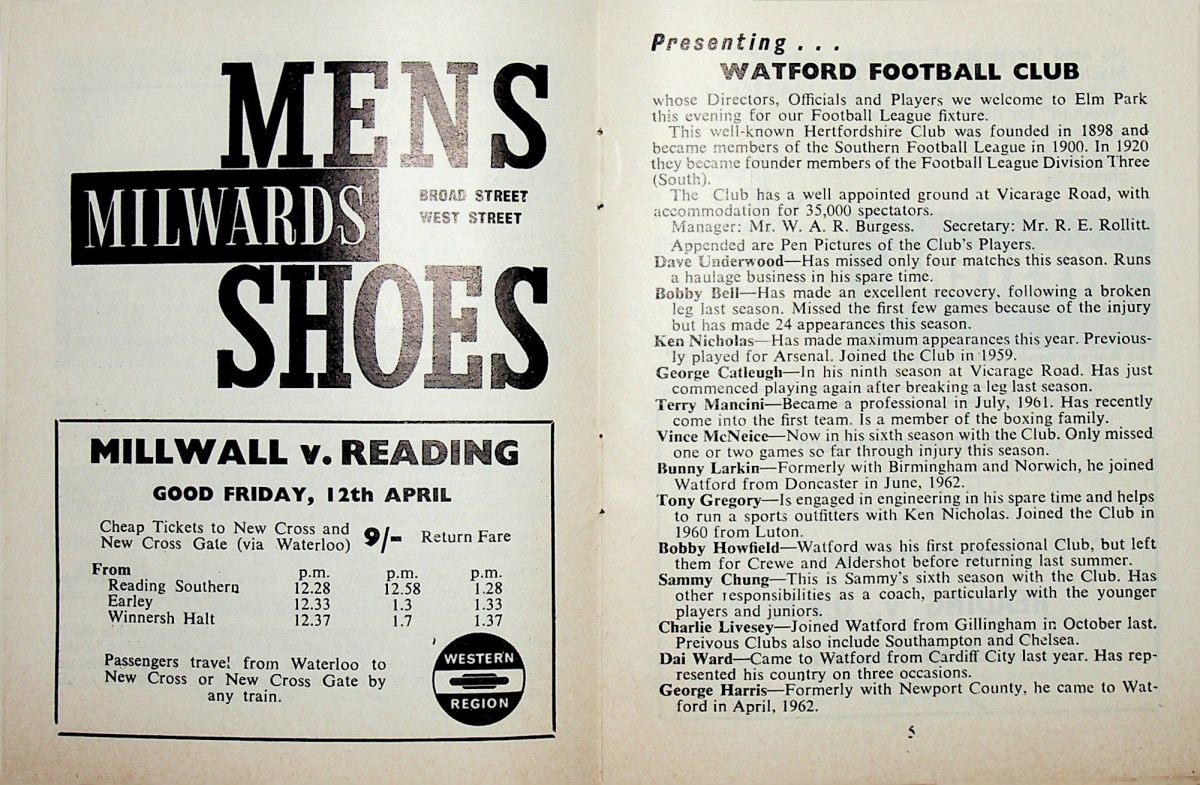 MENS
MILWARDS
BROAD STREET
WEST STREET
SHOES
MILLWALL v. READING
GOOD FRIDAY, 12th APRIL
Cheap Tickets to New Cross and
New Cross Gate (via Waterloo) 9/- Return Fare
From p.m. p.m. p.m.
Reading Southern 12.28 12.58 1.28
Earley 12.33 1.3 1.33
Winnersh Halt 12.37 1.7 1.37
Passengers travel from Waterloo to
New Cross or New Cross Gate by
any train.
WESTERN
REGION
Presenting . . .
WATFORD FOOTBALL CLUB
whose Directors, Officials and Players we welcome to Elm Park
this evening for our Football League fixture.
This well-known Hertfordshire Club was founded in 1898 and
became members of the Southern Football League in 1900. In 1920
they became founder members of the Football League Division Three
(South).
The Club has a well appointed ground at Vicarage Road, with
accommodation for 35,000 spectators.
Manager: Mr. W. A. R. Burgess. Secretary: Mr. R. E. Rollitt.
Appended are Pen Pictures of the Club's Players.
Dave Underwood—Has missed only four matches this season. Runs
a haulage business in his spare time.
Bobby Bell—Has made an excellent recovery, following a broken
leg last season. Missed the first few games because of the injury
but has made 24 appearances this season.
Ken Nicholas—Has made maximum appearances this year. Previous-
ly played for Arsenal. Joined the Club in 1959.
George Catleugh—In his ninth season at Vicarage Road. Has just
commenced playing again after breaking a leg last season.
Terry Mancini—Became a professional in July, 1961. Has recently
come into the first team. Is a member of the boxing family.
Vince McNeice—Now in his sixth season with the Club. Only missed
one or two games so far through injury this season.
Bunny Larkin—Formerly with Birmingham and Norwich, he joined
Watford from Doncaster in June, 1962.
Tony Gregory—Is engaged in engineering in his spare time and helps
to run a sports outfitters with Ken Nicholas. Joined the Club in
1960 from Luton.
Bobby Howfield—Watford was his first professional Club, but left
them for Crewe and Aldershot before returning last summer.
Sammy Chung—This is Sammy's sixth season with the Club. Has
other responsibilities as a coach, particularly with the younger
players and juniors.
Charlie Livesey—Joined Watford from Gillingham in October last.
Preivous Clubs also include Southampton and Chelsea.
Dai Ward—Came to Watford from Cardiff City last year. Has rep-
resented his country on three occasions.
George Harris—Formerly with Newport County, he came to Wat-
ford in April, 1962.
5